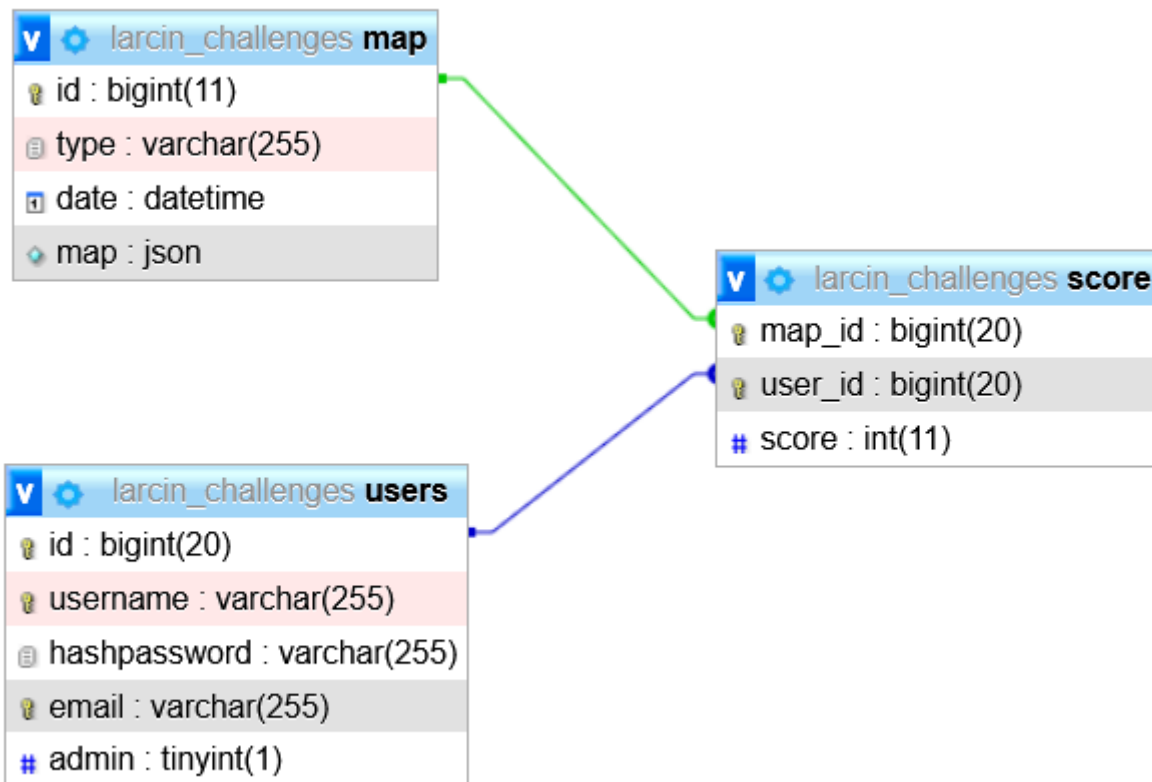 v larcin_challenges map
id : bigint(11)
type : varchar(255)
date : datetime
map : json
v larcin_challenges score
map_id : bigint(20)
user_id : bigint(20)
# score : int(11)
v larcin_challenges users
id : bigint(20)
username : varchar(255)
hashpassword : varchar(255)
email : varchar(255)
# admin : tinyint(1)